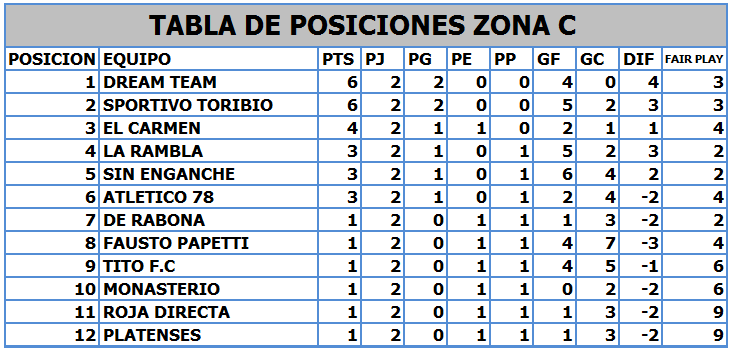 TABLA DE POSICIONES ZONA C
POSICION EQUIPO PTS PJ PG PE PP GF GC DIF FAIR PLAY
1 DREAM TEAM 6 2 2 0 0 4 0 4 3
2 SPORTIVO TORIBIO 6 2 2 0 0 5 2 3 3
3 EL CARMEN 4 2 1 1 0 2 1 1 4
4 LA RAMBLA 3 2 1 0 1 5 2 3 2
5 SIN ENGANCHE 3 2 1 0 1 6 4 2 2
6 ATLETICO 78 3 2 1 0 1 2 4 -2 4
7 DE RABONA 1 2 0 1 1 1 3 -2 2
8 FAUSTO PAPETTI 1 2 0 1 1 4 7 -3 4
9 TITO F.C 1 2 0 1 1 4 5 -1 6
10 MONASTERIO 1 2 0 1 1 0 2 -2 6
11 ROJA DIRECTA 1 2 0 1 1 1 3 -2 9
12 PLATENSES 1 2 0 1 1 1 3 -2 9